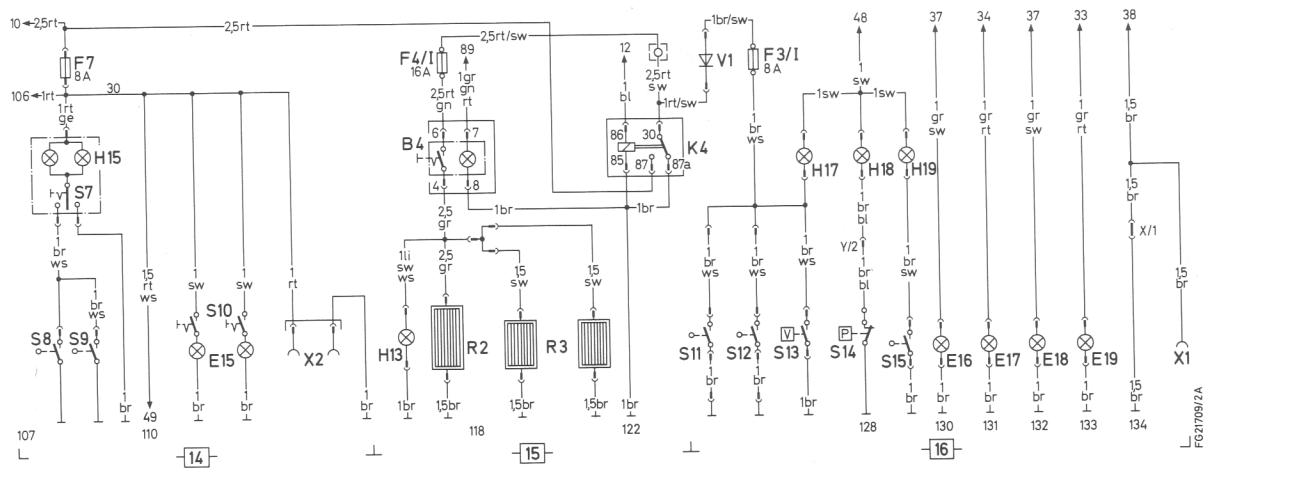 10 2,5rt
2,5rt
F7
8A
106 1rt
30
1rt
ge
H15
S7
1
br
ws
1
br
ws
S8
S9
1
br
1,5
rt
ws
49
1
sw
1
sw
S10
E15
1
br
1
br
1
rt
X2
1
br
107
110
14
2,5rt/sw
F4/I
16A
89
2,5rt
gn
1gr
gn
rt
6
7
B4
4
8
2,5
gr
1br
1br
1li
sw
ws
2,5
gr
1,5
sw
1,5
sw
H13
R2
R3
1br
1,5br
1,5br
1,5br
1br
118
122
15
12
1
bl
2,5rt
sw
1rt/sw
86
30
85
87
87a
K4
1br/sw
V1
F3/I
8A
1
br
ws
1
br
ws
1
br
ws
1
br
ws
S11
S12
V
S13
1
br
1
br
1br
48
1
sw
1sw
1sw
H17
H18
H19
1
br
bl
Y/2
1
br
bl
1
br
sw
P
S14
S15
1
br
128
37
34
37
33
38
1
gr
sw
1
gr
rt
1
gr
sw
1
gr
rt
1,5
br
1,5
br
X/1
1,5
br
E16
E17
E18
E19
X1
1
br
1
br
1
br
1
br
1,5
br
130
131
132
133
134
16
FG21709/2A